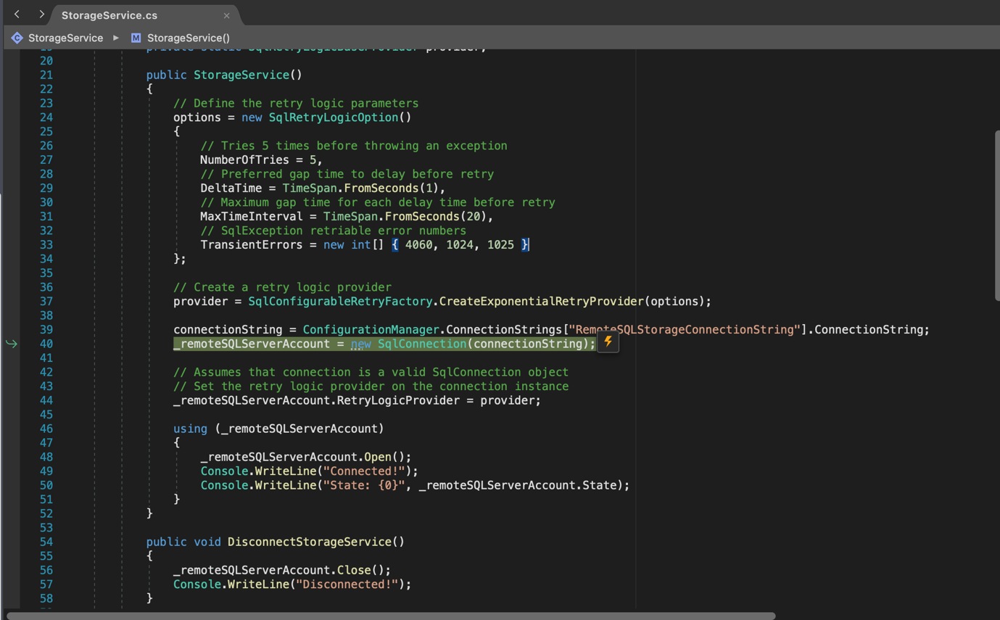 StorageService.cs
StorageService
M StorageService()
20
21 public StorageService()
22 {
23 // Define the retry logic parameters
24 options = new SqlRetryLogicOption()
25 {
26 // Tries 5 times before throwing an exception
27 NumberOfTries = 5,
28 // Preferred gap time to delay before retry
29 DeltaTime = TimeSpan.FromSeconds(1),
30 // Maximum gap time for each delay time before retry
31 MaxTimeInterval = TimeSpan.FromSeconds(20),
32 // SqlException retriable error numbers
33 TransientErrors = new int[] { 4060, 1024, 1025 }
34 };
35
36 // Create a retry logic provider
37 provider = SqlConfigurableRetryFactory.CreateExponentialRetryProvider(options);
38
39 connectionString = ConfigurationManager.ConnectionStrings["RemoteSQLStorageConnectionString"].ConnectionString;
40 _remoteSQLServerAccount = new SqlConnection(connectionString);
41
42 // Assumes that connection is a valid SqlConnection object
43 // Set the retry logic provider on the connection instance
44 _remoteSQLServerAccount.RetryLogicProvider = provider;
45
46 using (_remoteSQLServerAccount)
47 {
48 _remoteSQLServerAccount.Open();
49 Console.WriteLine("Connected!");
50 Console.WriteLine("State: {0}", _remoteSQLServerAccount.State);
51 }
52 }
53
54 public void DisconnectStorageService()
55 {
56 _remoteSQLServerAccount.Close();
57 Console.WriteLine("Disconnected!");
58 }